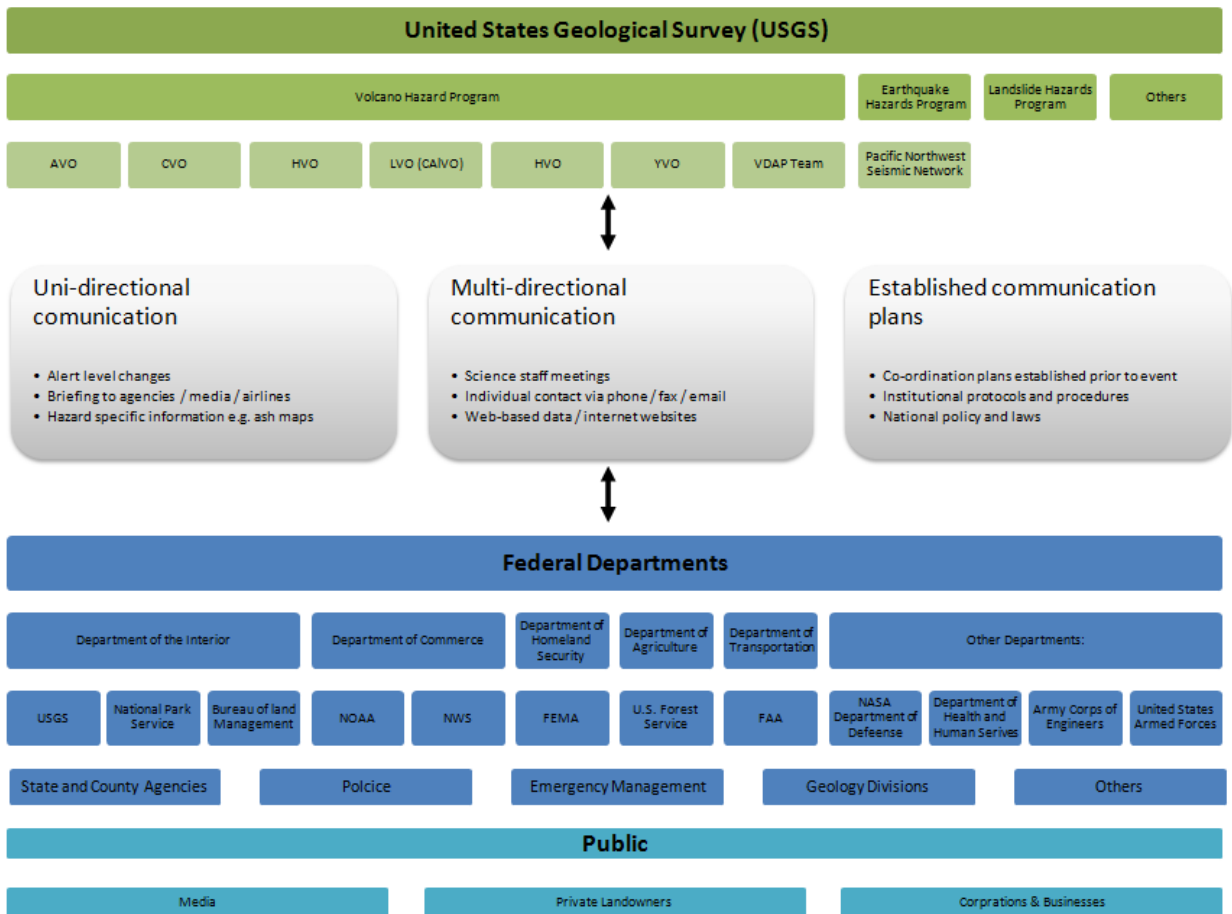 United States Geological Survey (USGS)
Volcano Hazard Program
Earthquake
Hazards Program
Landslide Hazards
Program
Others
AVO
CVO
HVO
LVO (CAlVO)
HVO
YVO
VDAP Team
Pacific Northwest
Seismic Network
Uni-directional
comunication
• Alert level changes
• Briefing to agencies / media / airlines
• Hazard specific information e.g. ash maps
Multi-directional
communication
• Science staff meetings
• Individual contact via phone / fax / email
• Web-based data / internet websites
Established communication
plans
• Co-ordination plans established prior to event
• Institutional protocols and procedures
• National policy and laws
Federal Departments
Department of the Interior
Department of Commerce
Department of
Homeland
Security
Department of
Agriculture
Department of
Transportation
Other Departments:
USGS
National Park
Service
Bureau of land
Management
NOAA
NWS
FEMA
U.S. Forest
Service
FAA
NASA
Department of
Defeense
Department of
Health and
Human Serives
Army Corps of
Engineers
United States
Armed Forces
State and County Agencies
Polcice
Emergency Management
Geology Divisions
Others
Public
Media
Private Landowners
Corprations & Businesses